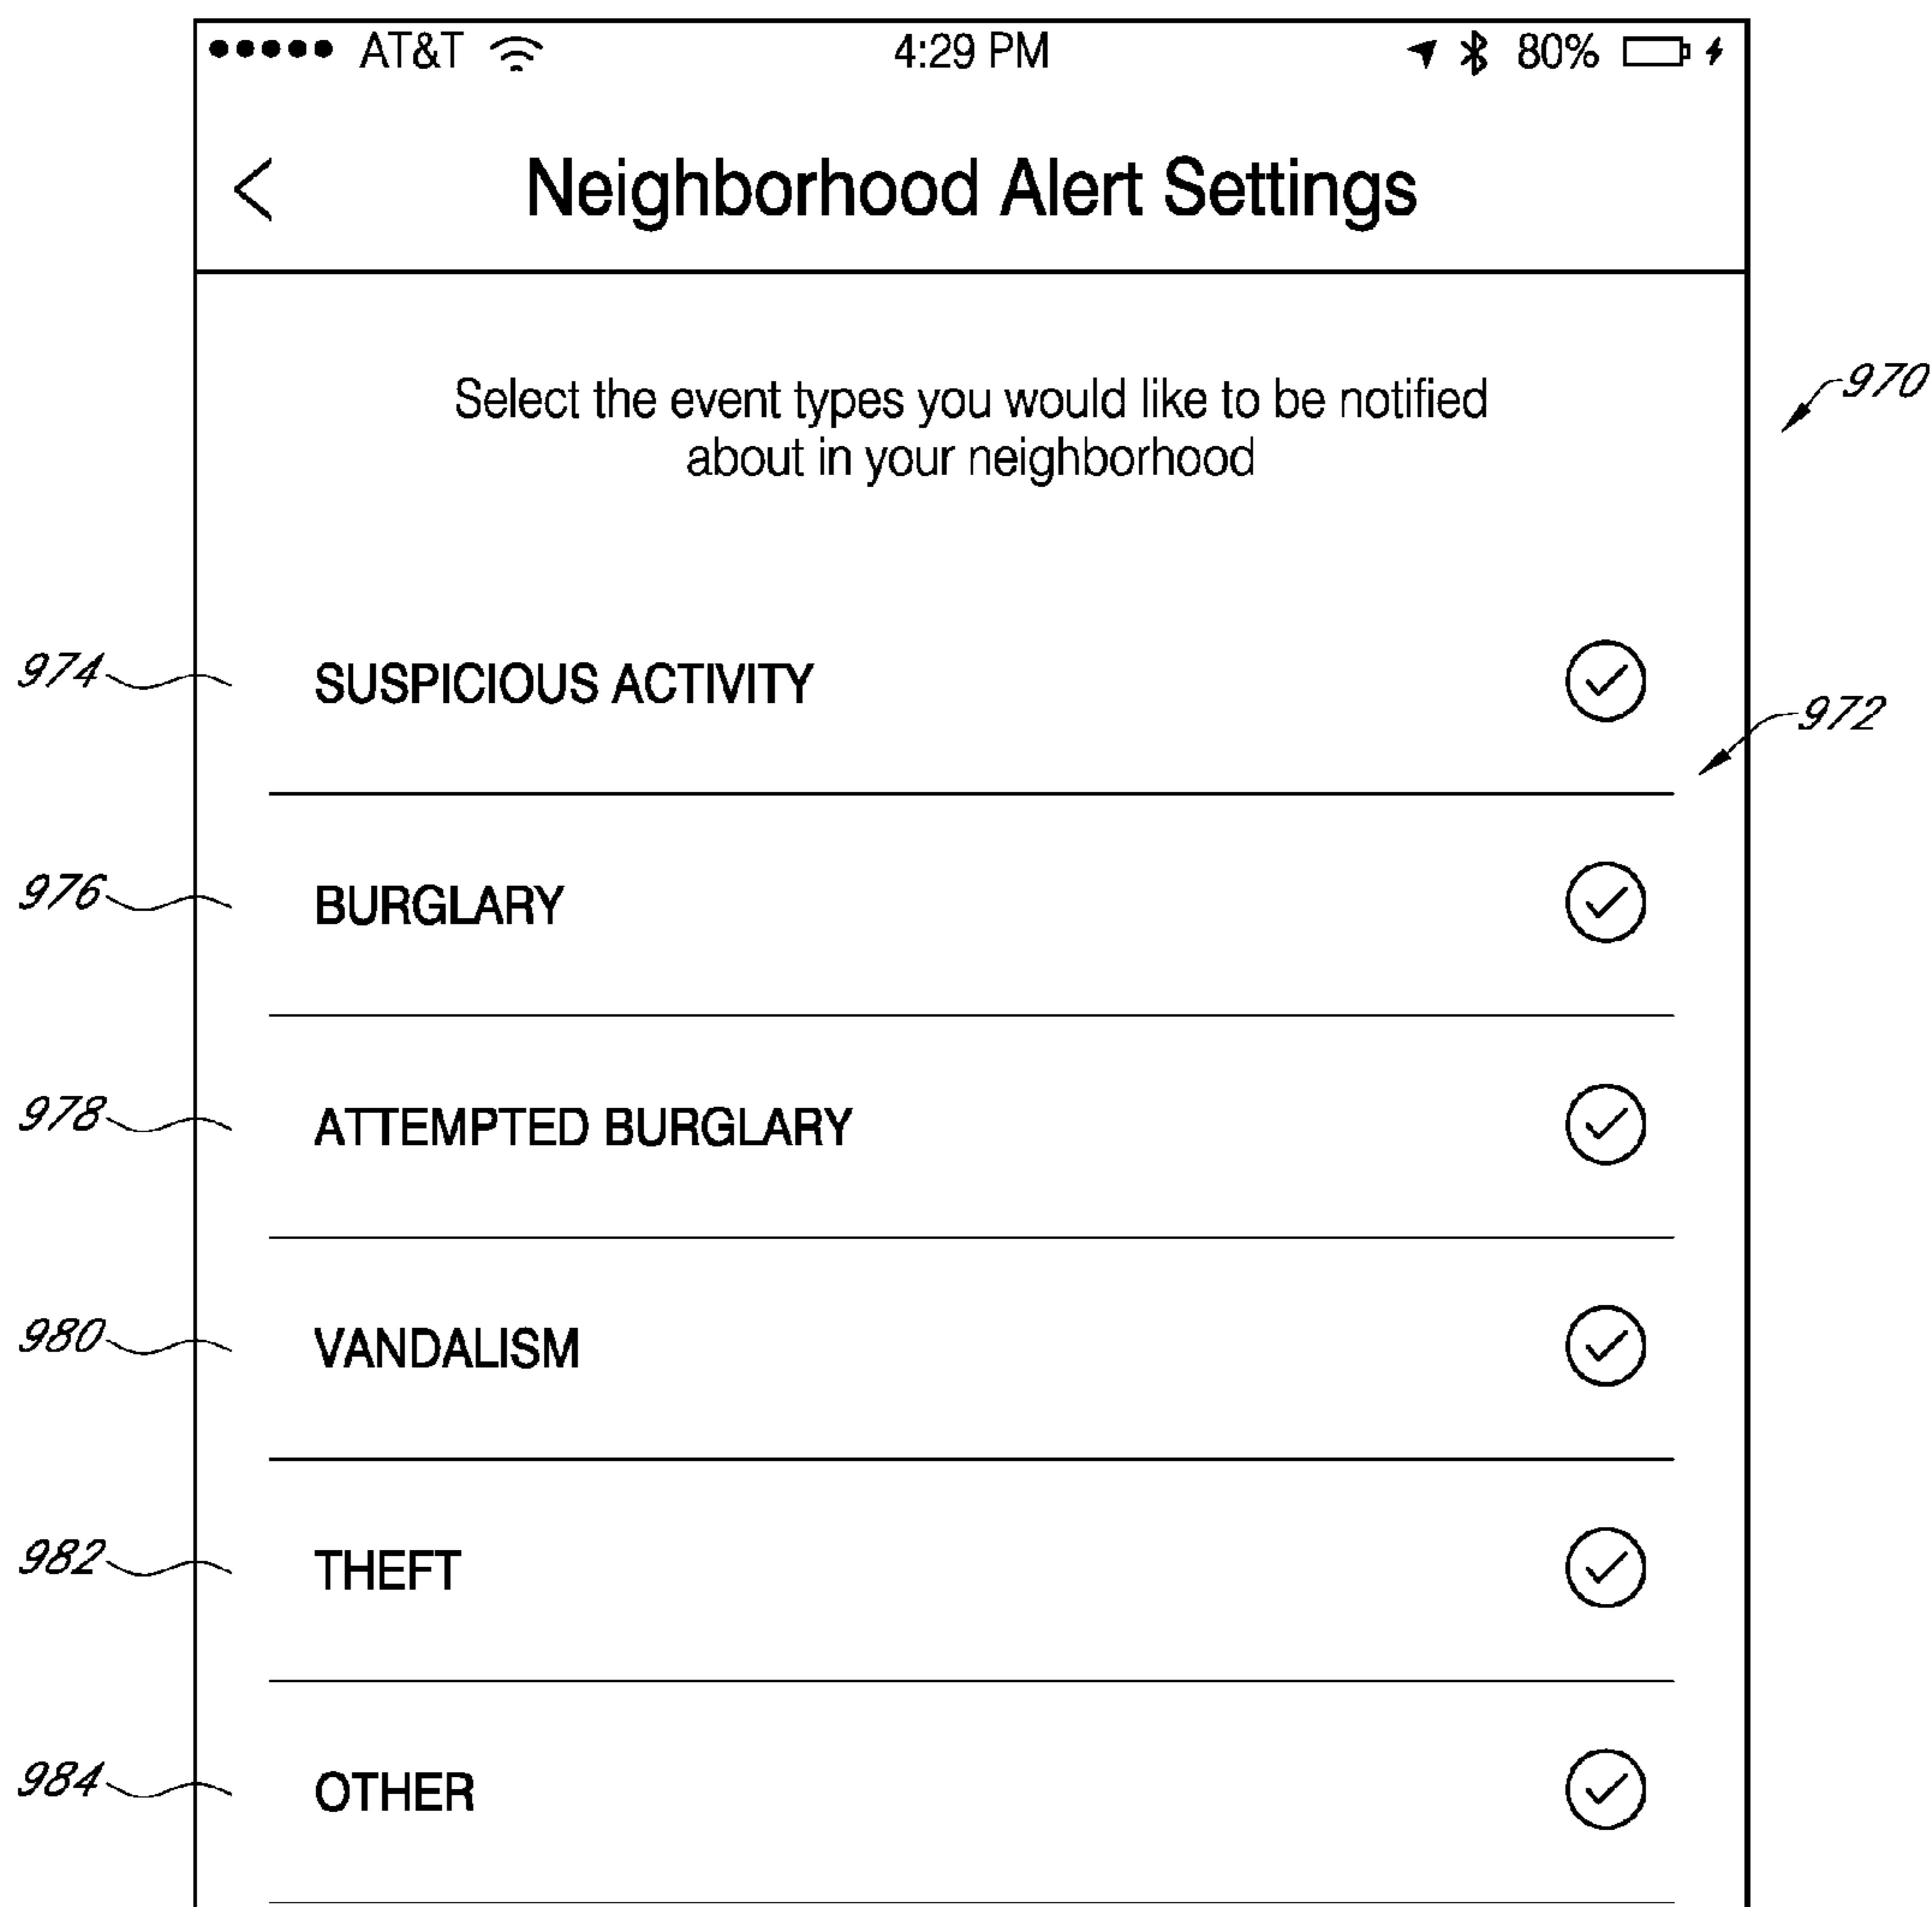 AT&T 4:29 PM 80%
< Neighborhood Alert Settings
Select the event types you would like to be notified
about in your neighborhood
970
974 SUSPICIOUS ACTIVITY
972
976 BURGLARY
978 ATTEMPTED BURGLARY
980 VANDALISM
982 THEFT
984 OTHER